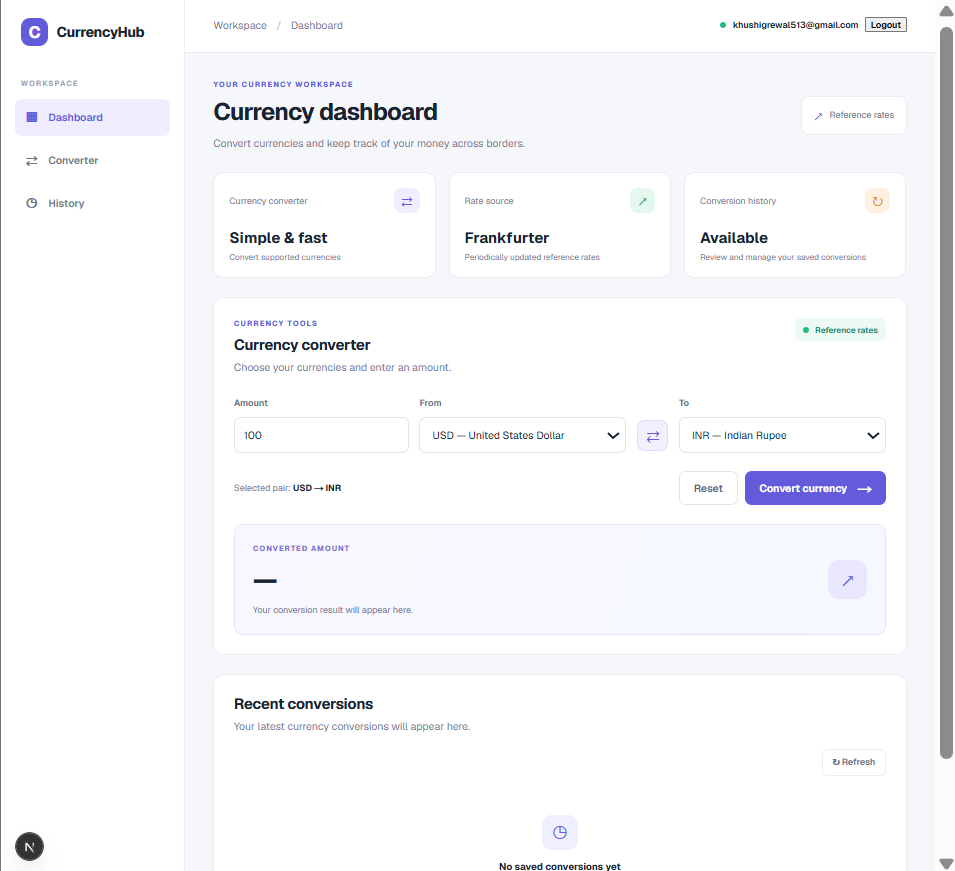 C CurrencyHub
Workspace / Dashboard
khushigrewal513@gmail.com Logout
WORKSPACE
Dashboard
Converter
History
YOUR CURRENCY WORKSPACE
Currency dashboard
Convert currencies and keep track of your money across borders.
↗ Reference rates
Currency converter
Simple & fast
Convert supported currencies
Rate source
Frankfurter
Periodically updated reference rates
Conversion history
Available
Review and manage your saved conversions
CURRENCY TOOLS
Currency converter
Choose your currencies and enter an amount.
Reference rates
Amount
100
From
USD — United States Dollar
To
INR — Indian Rupee
Selected pair: USD → INR
Reset
Convert currency →
CONVERTED AMOUNT
—
Your conversion result will appear here.
Recent conversions
Your latest currency conversions will appear here.
↻ Refresh
No saved conversions yet
N